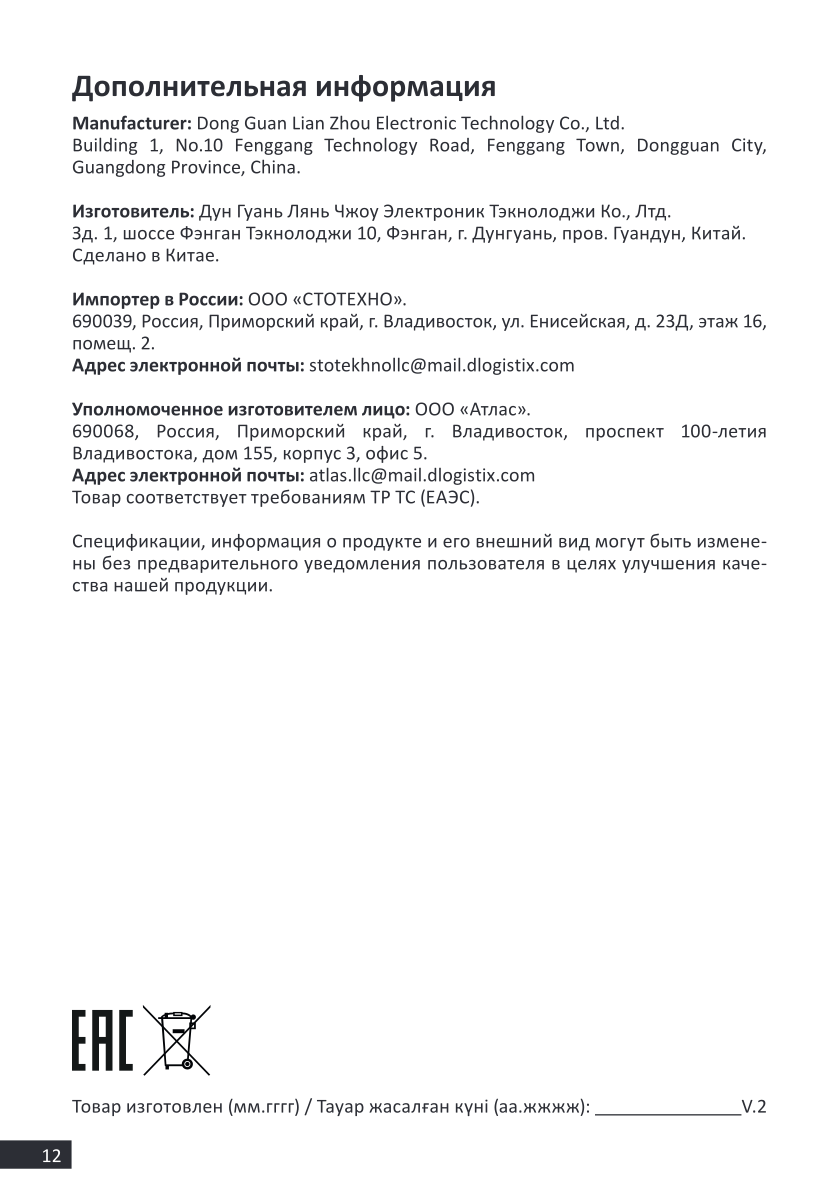 Дополнительная информация
Manufacturer: Dong Guan Lian Zhou Electronic Technology Co., Ltd.
Building 1, No.10 Fenggang Technology Road, Fenggang Town, Dongguan City,
Guangdong Province, China.
Изготовитель: Дун Гуань Лянь Чжоу Электроник Тэкнолоджи Ко., Лтд.
Зд. 1, шоссе Фэнган Тэкнолоджи 10, Фэнган, г. Дунгуань, пров. Гуандун, Китай.
Сделано в Китае.
Импортер в России: ООО «СТОТЕХНО».
690039, Россия, Приморский край, г. Владивосток, ул. Енисейская, д. 23Д, этаж 16,
помещ. 2.
Адрес электронной почты: stotekhnollc@mail.dlogistix.com
Уполномоченное изготовителем лицо: ООО «Атлас».
690068, Россия, Приморский край, г. Владивосток, проспект 100-летия
Владивостока, дом 155, корпус 3, офис 5.
Адрес электронной почты: atlas.llc@mail.dlogistix.com
Товар соответствует требованиям ТР ТС (ЕАЭС).
Спецификации, информация о продукте и его внешний вид могут быть измене-
ны без предварительного уведомления пользователя в целях улучшения каче-
ства нашей продукции.
EAC
Товар изготовлен (мм.гггг) / Тауар жасалған күні (аа.жжжж): ________________V.2
12